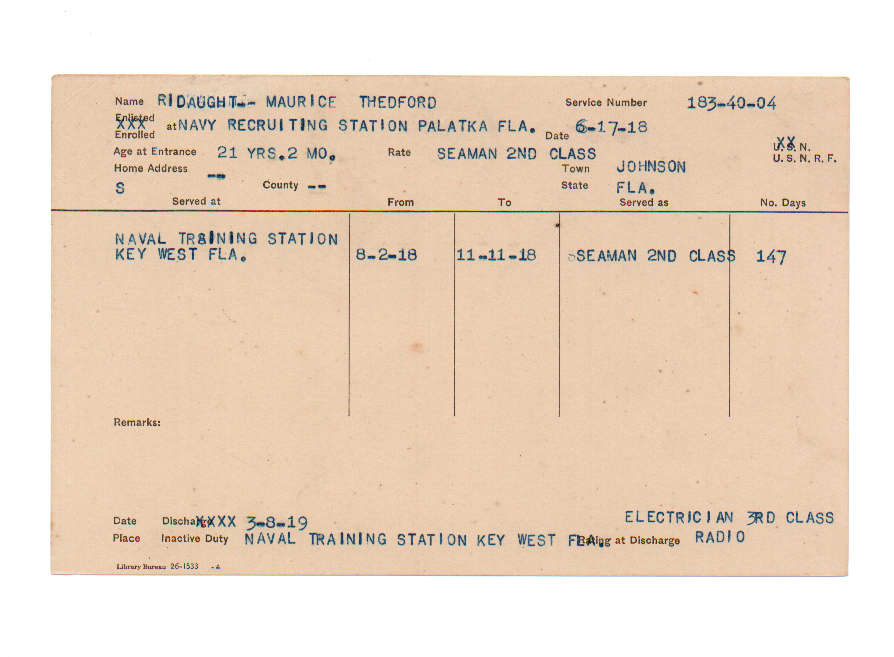 Name RIDAUGHT-- MAURICE THEDFORD Service Number 183-40-04
Enlisted
Enrolled at NAVY RECRUITING STATION PALATKA FLA. Date 6-17-18
Age at Entrance 21 YRS.2 MO. Rate SEAMAN 2ND CLASS U.S.N.
U. S. N. R. F.
Home Address -- Town JOHNSON
S County -- State FLA.
Served at From To Served as No. Days
NAVAL TRAINING STATION
KEY WEST FLA. 8-2-18 11-11-18 SEAMAN 2ND CLASS 147
Remarks:
ELECTRICIAN 3RD CLASS
Date Discharge XXXX 3-8-19
Place Inactive Duty NAVAL TRAINING STATION KEY WEST FLA. Rating at Discharge RADIO
Library Bureau 26-1533